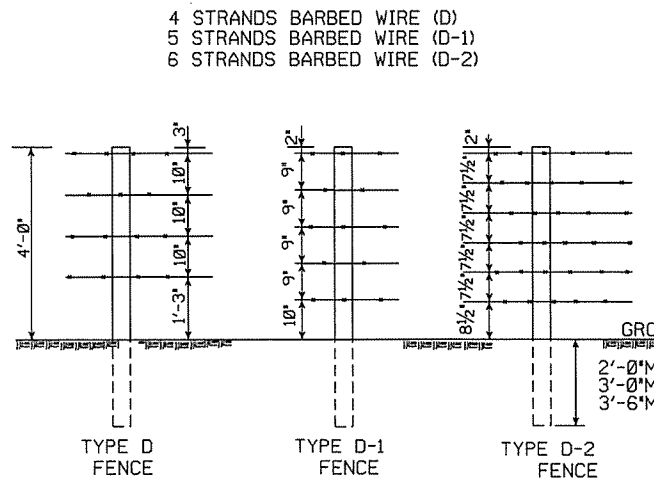 4 STRANDS BARBED WIRE (D)
5 STRANDS BARBED WIRE (D-1)
6 STRANDS BARBED WIRE (D-2)
4'-0"
3"
10"
10"
10"
1'-3"
2"
9"
9"
9"
9"
10"
2"
7½"
7½"
7½"
7½"
7½"
8½"
GRO
2'-0"M
3'-0"M
3'-6"M
TYPE D
FENCE
TYPE D-1
FENCE
TYPE D-2
FENCE